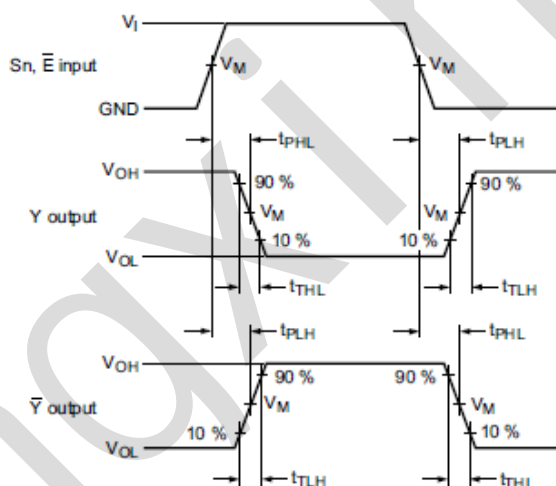 VI
Sn, E̅ input
VM
VM
GND
tPHL
tPLH
VOH
90 %
90 %
Y output
VM
VM
10 %
10 %
VOL
tTHL
tTLH
tPLH
tPHL
VOH
90 %
90 %
Y̅ output
VM
VM
10 %
10 %
VOL
tTLH
tTHL